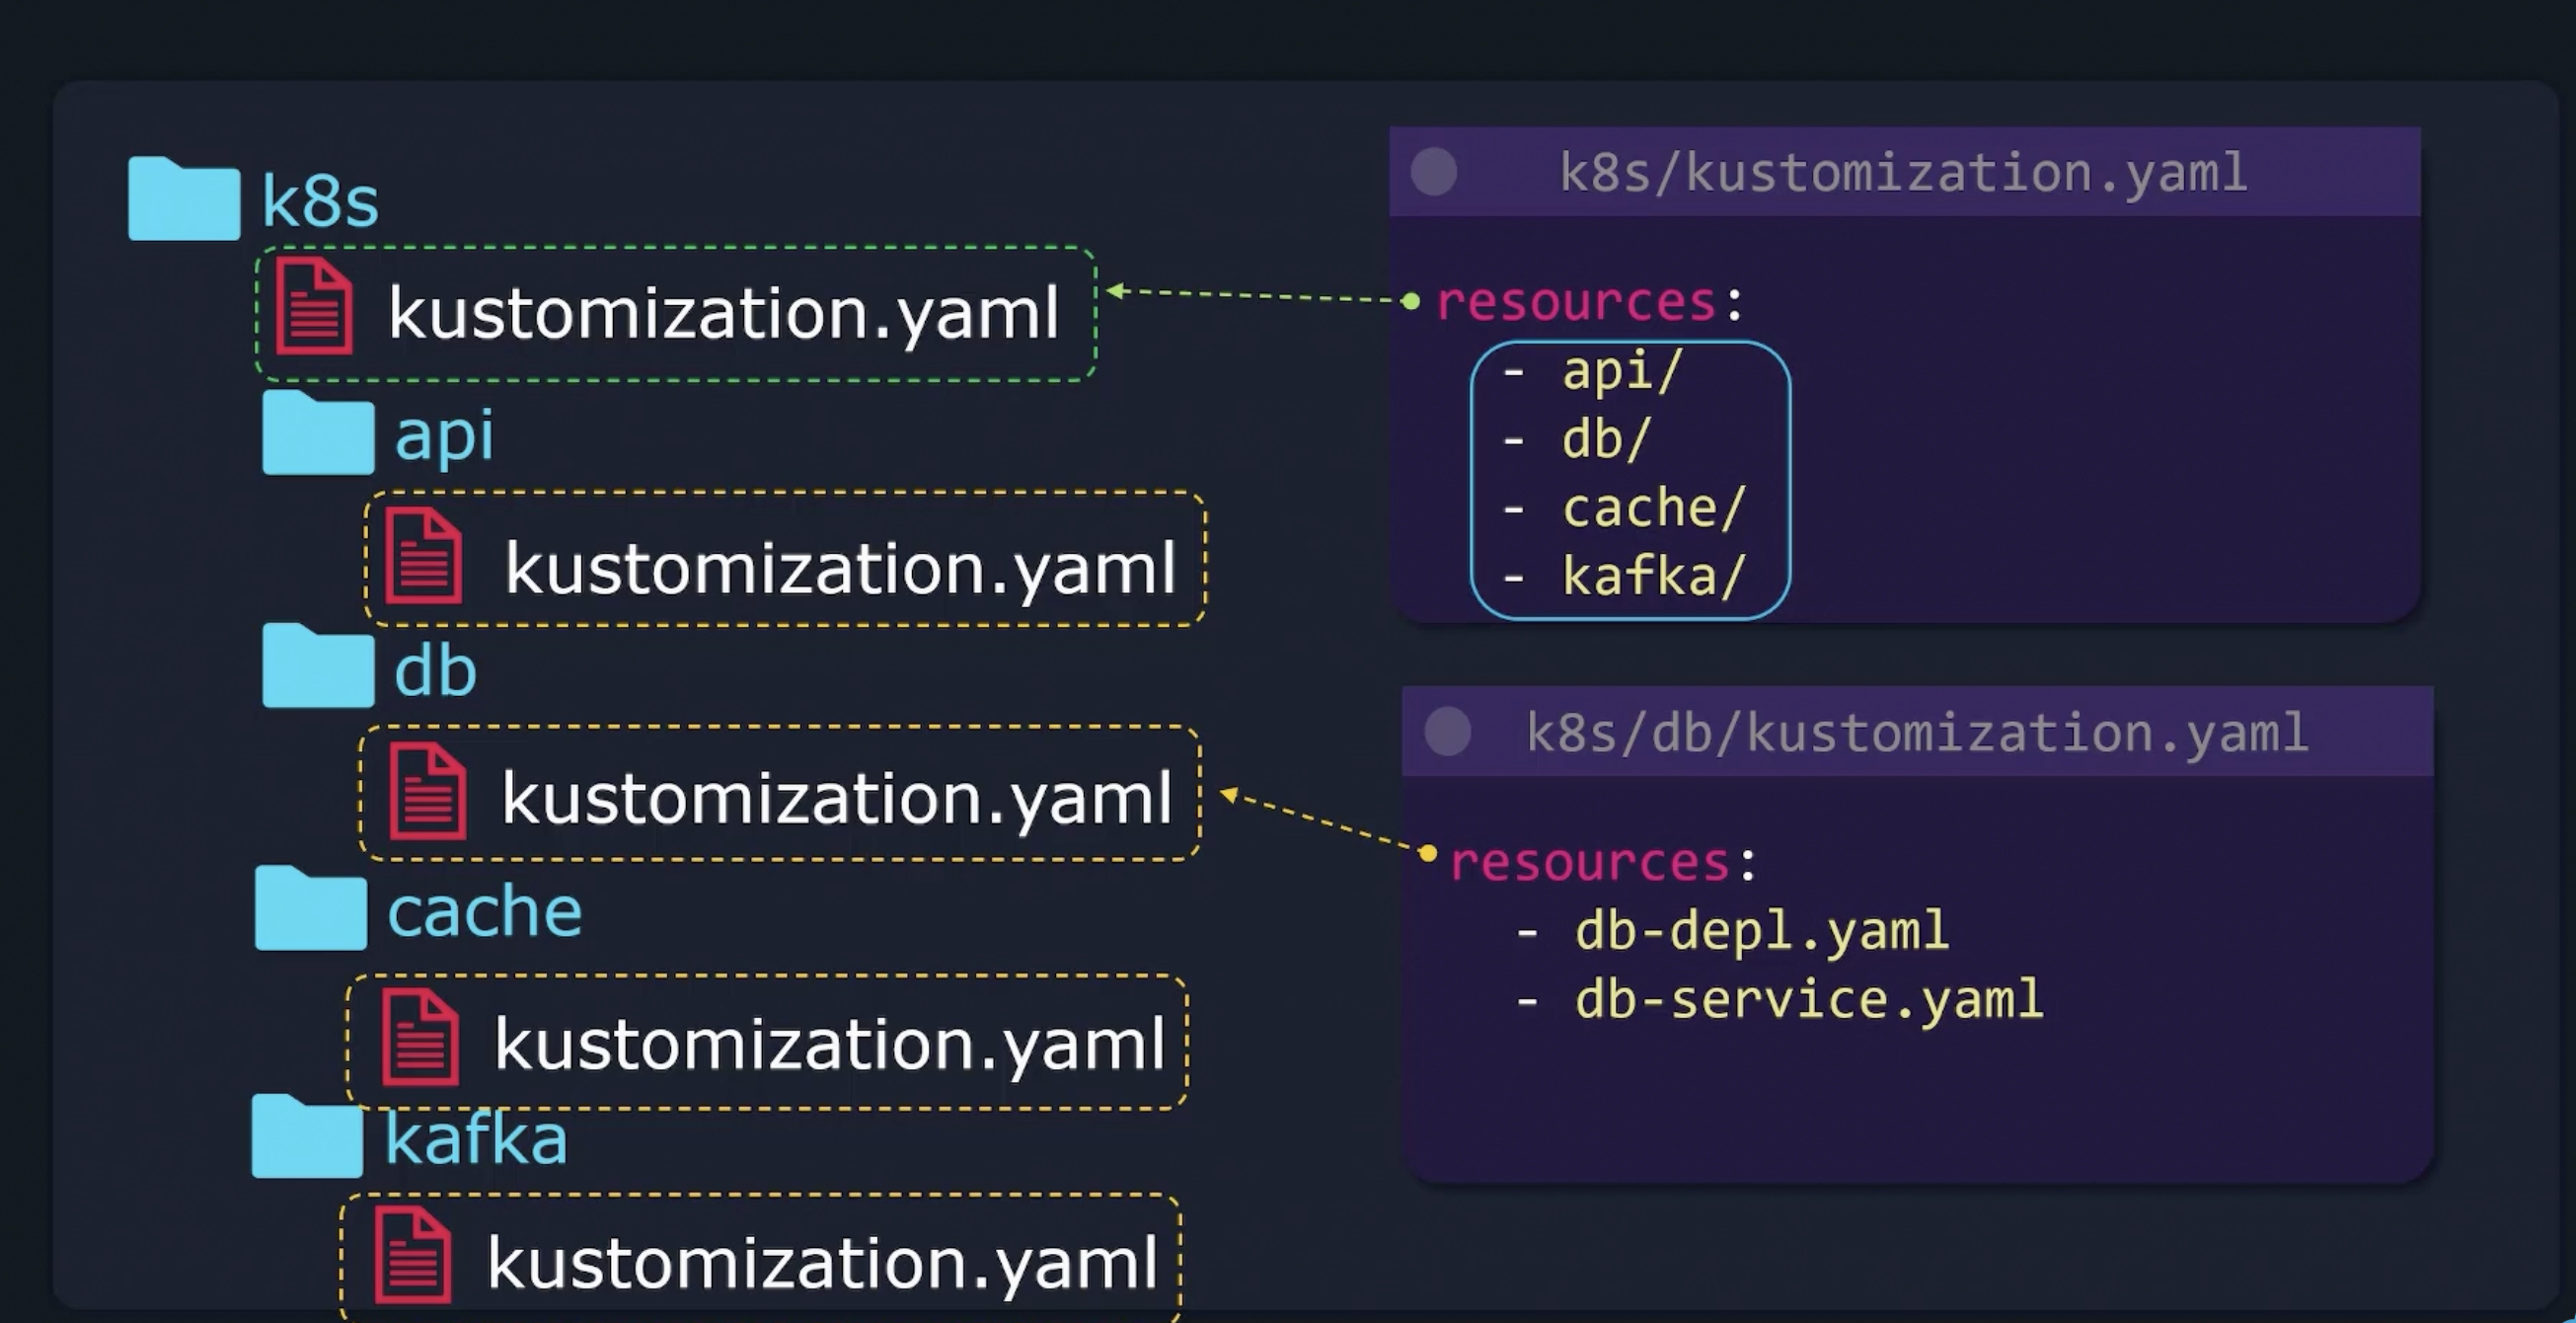 k8s
kustomization.yaml
api
kustomization.yaml
db
kustomization.yaml
cache
kustomization.yaml
kafka
kustomization.yaml
k8s/kustomization.yaml
resources:
- api/
- db/
- cache/
- kafka/
k8s/db/kustomization.yaml
resources:
- db-depl.yaml
- db-service.yaml